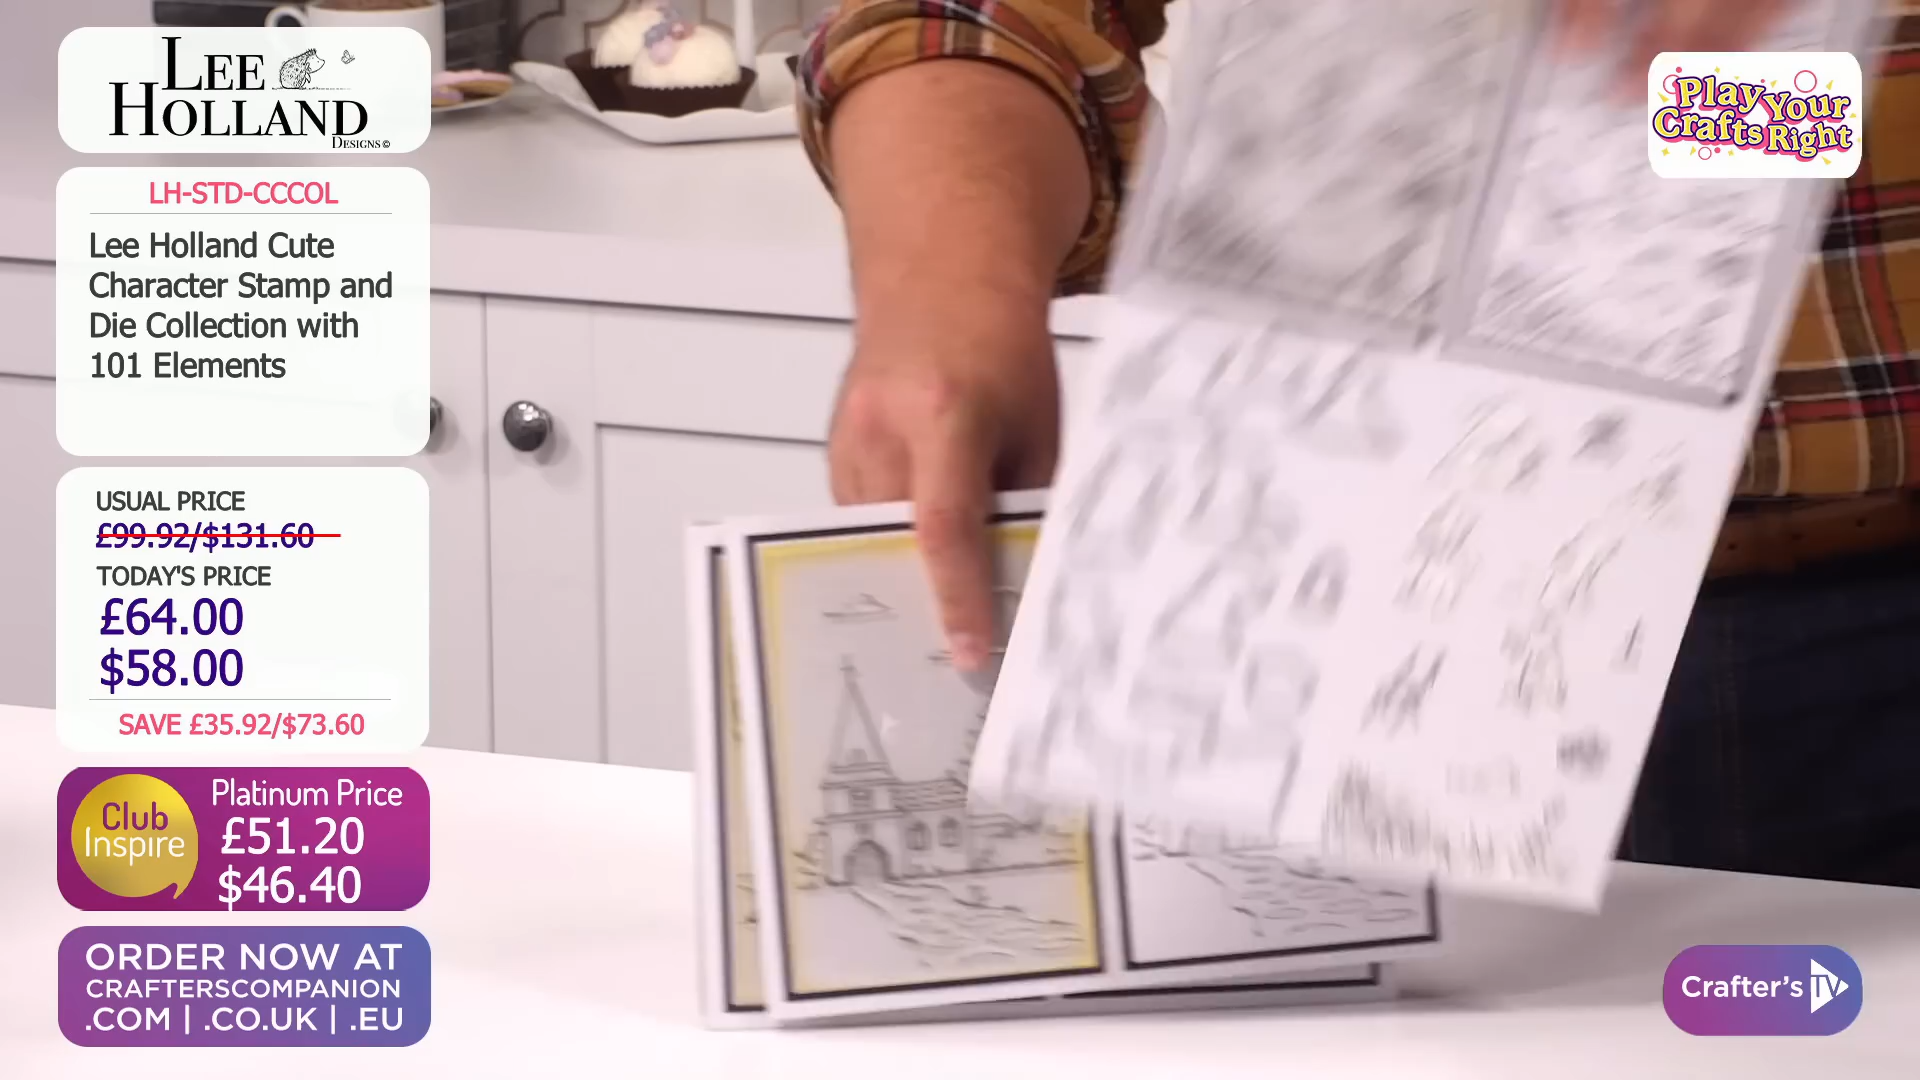 LEE
HOLLAND
DESIGNS ©
LH-STD-CCCOL
Lee Holland Cute
Character Stamp and
Die Collection with
101 Elements
USUAL PRICE
£99.92/$131.60
TODAY'S PRICE
£64.00
$58.00
SAVE £35.92/$73.60
Club
Inspire
Platinum Price
£51.20
$46.40
ORDER NOW AT
CRAFTERSCOMPANION
.COM | .CO.UK | .EU
Play Your
Crafts Right
Crafter's TV